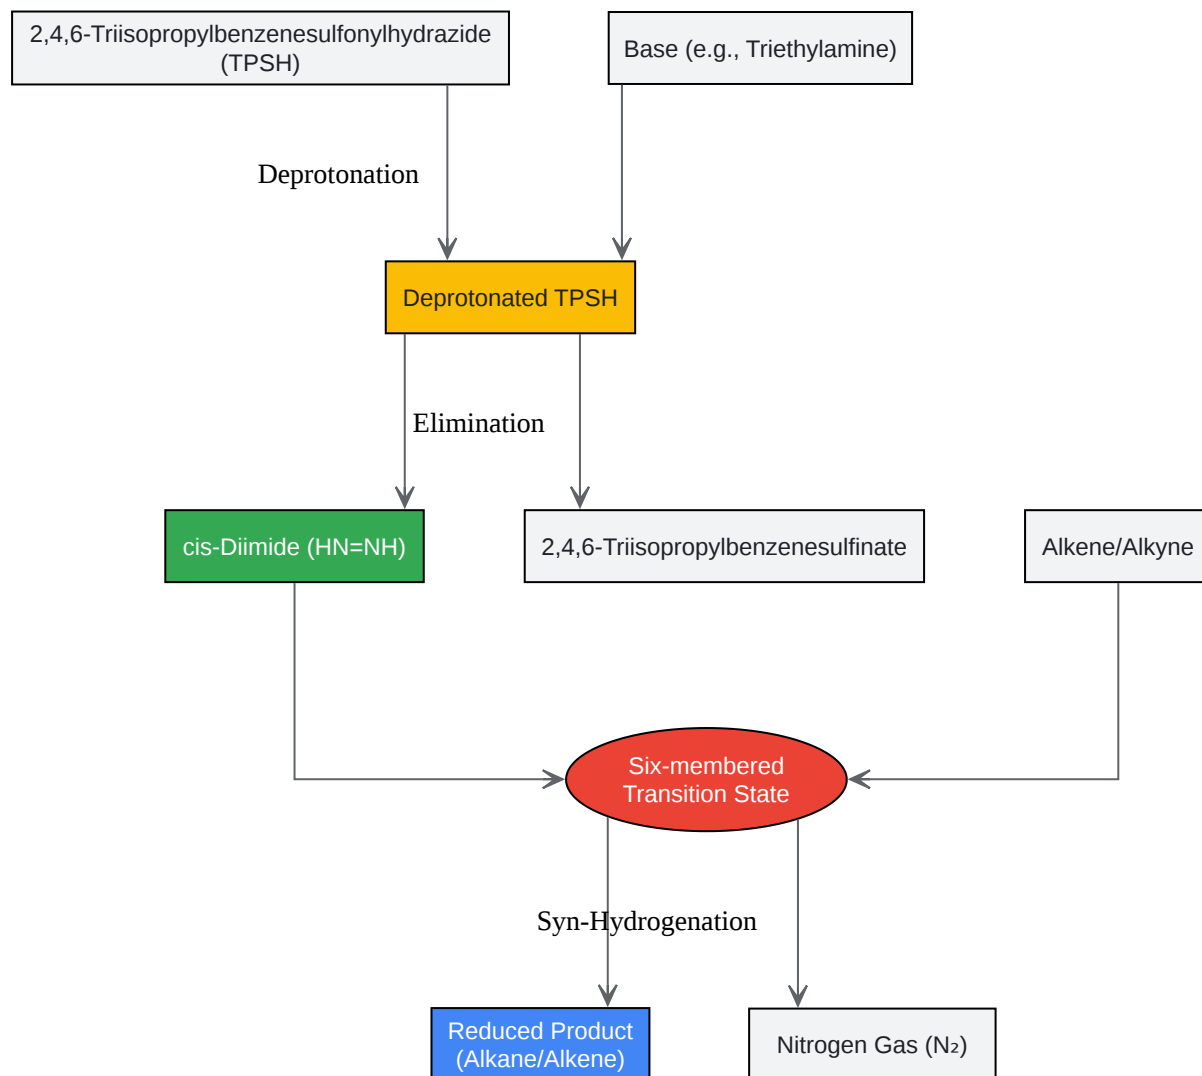 2,4,6-Triisopropylbenzenesulfonylhydrazide
(TPSH)
Base (e.g., Triethylamine)
Deprotonation
Deprotonated TPSH
Elimination
cis-Diimide (HN=NH)
2,4,6-Triisopropylbenzenesulfinate
Alkene/Alkyne
Six-membered
Transition State
Syn-Hydrogenation
Reduced Product
(Alkane/Alkene)
Nitrogen Gas (N₂)